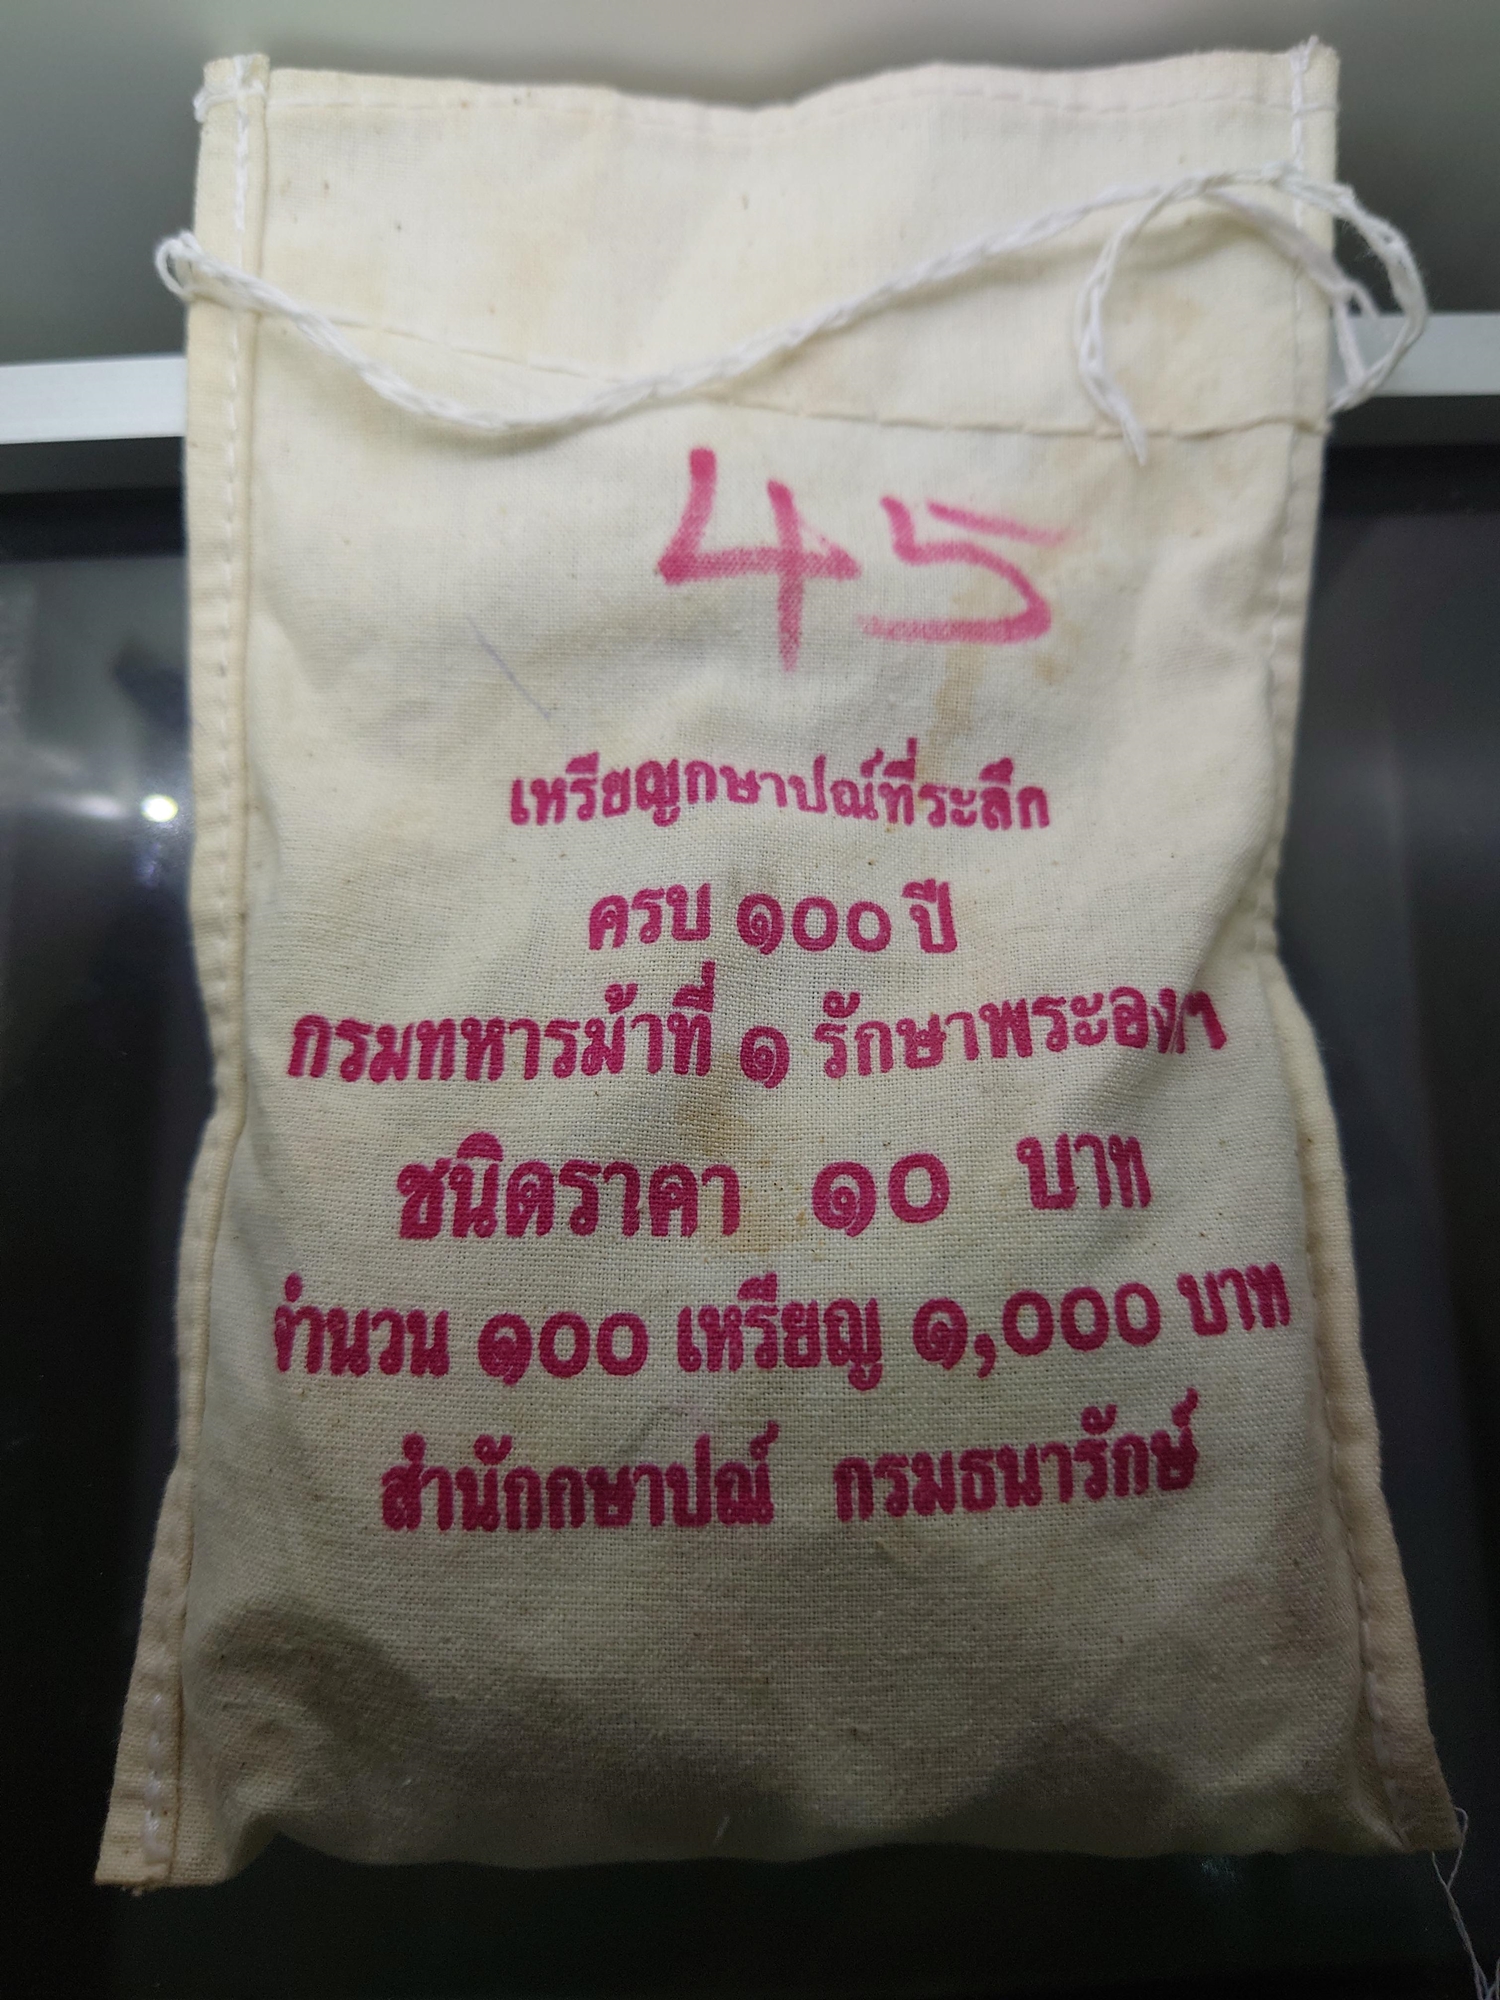 45
เหรียญกษาปณ์ที่ระลึก
ครบ ๑๐๐ ปี
กรมทหารม้าที่ ๑ รักษาพระองค์ฯ
ชนิดราคา ๑๐ บาท
จำนวน ๑๐๐ เหรียญ ๑,๐๐๐ บาท
สำนักกษาปณ์ กรมธนารักษ์